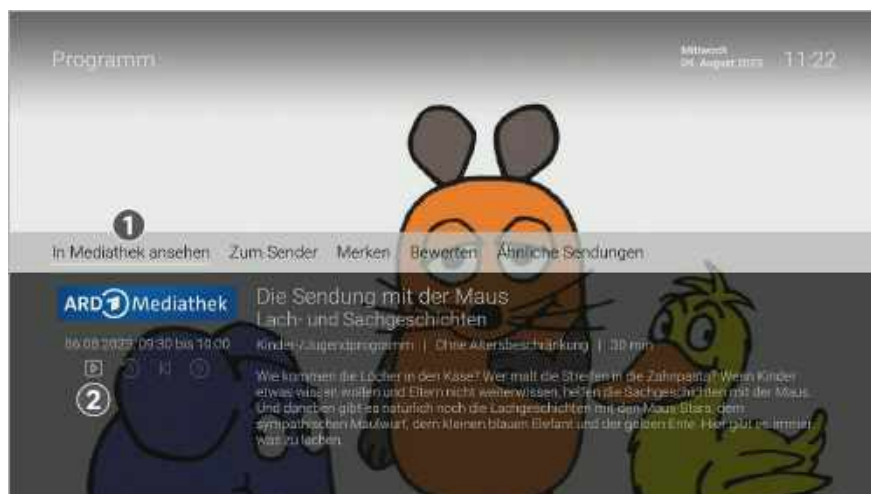 Programm
Mittwoch
August 2023
11:22
1
In Mediathek ansehen Zum Sender Merken Bewerten Ähnliche Sendungen
ARD 1 Mediathek
Die Sendung mit der Maus
Lach- und Sachgeschichten
06.08.2023, 09:30 bis 10:00
Kinder-/Jugendprogramm | Ohne Altersbeschränkung | 30 min
2
Wie kommen die Löcher in den Käse? Wer malt die Streifen in die Zahnpasta? Wenn Kinder
etwas wissen wollen und Eltern nicht weiterwissen, helfen die Sachgeschichten mit der Maus.
Und daneben gibt es natürlich noch die Lachgeschichten mit den Maus-Stars, dem
sympathischen Maulwurf, dem kleinen blauen Elefant und der gelben Ente. Hier gibt es immer
was zu lachen.